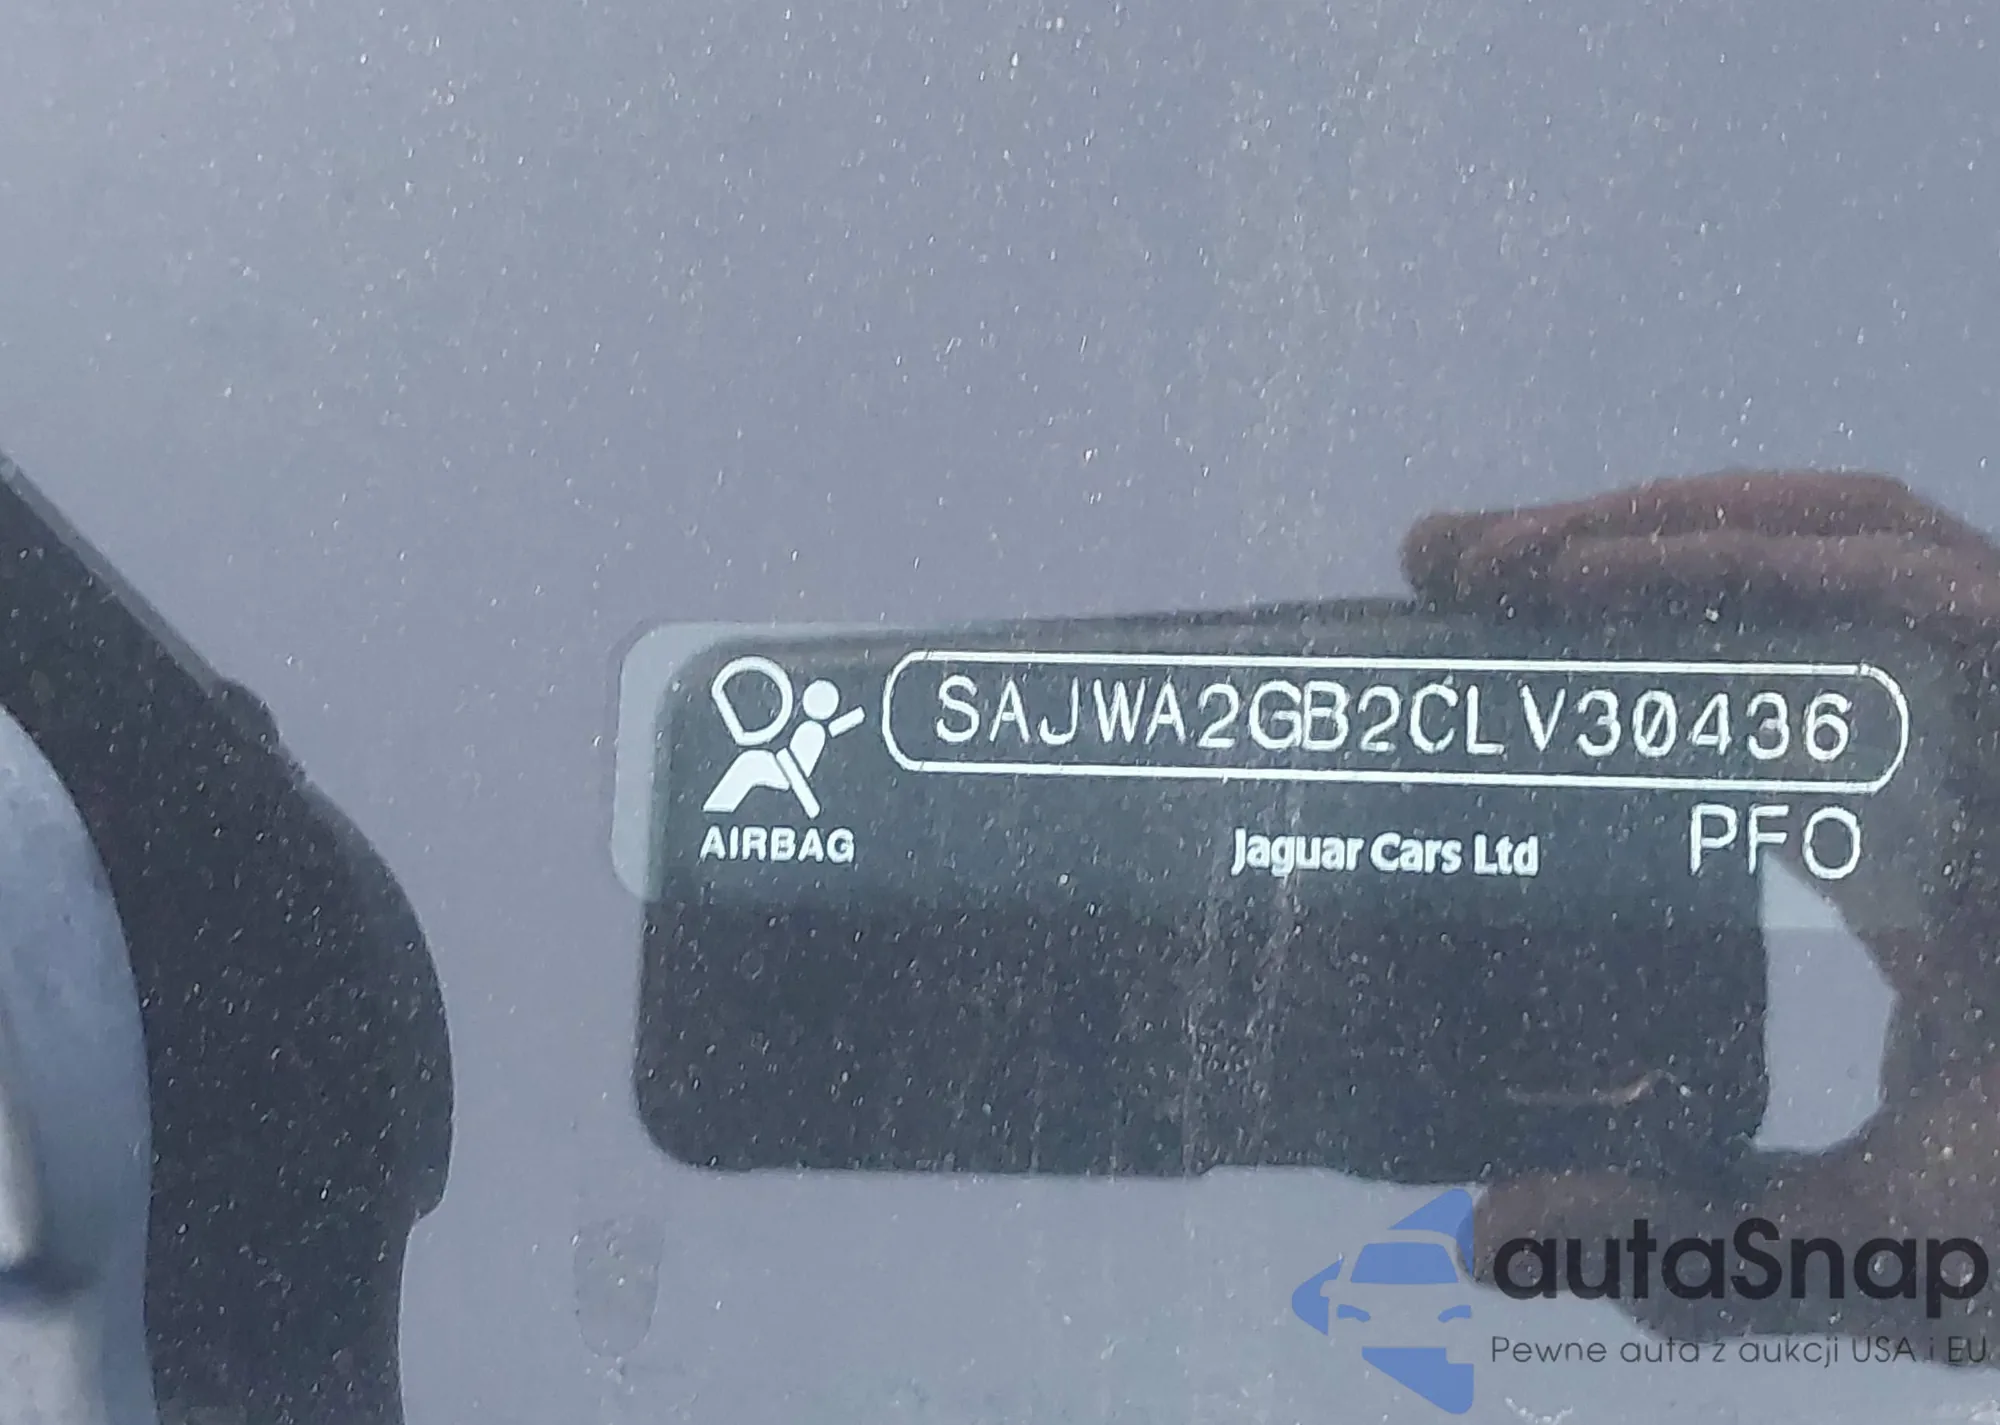 SAJWA2GB2CLV30436
AIRBAG
Jaguar Cars Ltd
PFO
autaSnap
Pewne auta z aukcji USA i EU